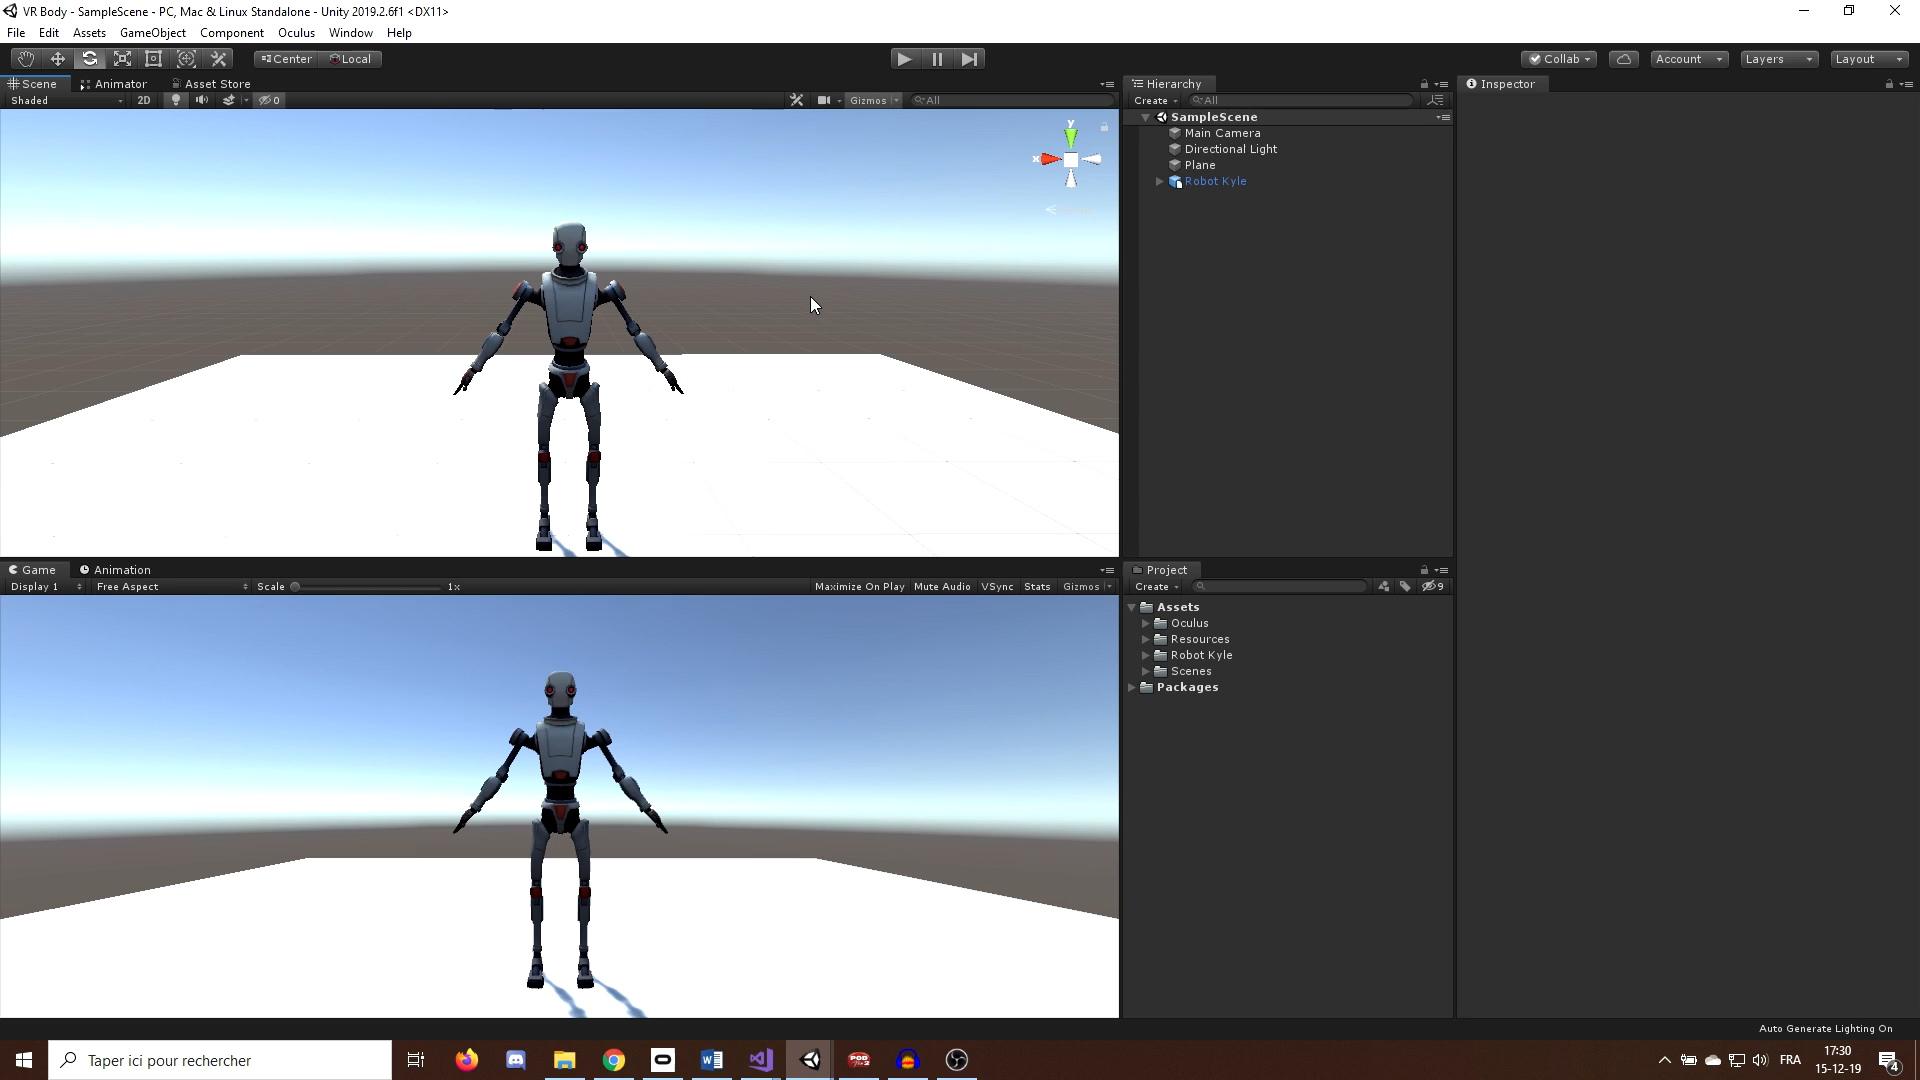 VR Body - SampleScene - PC, Mac & Linux Standalone - Unity 2019.2.6f1 <DX11>
File Edit Assets GameObject Component Oculus Window Help
Center Local Collab Account Layers Layout
Scene Animator Asset Store
Shaded 2D 0 Gizmos All
y
x
Hierarchy
Create All
SampleScene
Main Camera
Directional Light
Plane
Robot Kyle
Inspector
Game Animation
Display 1 Free Aspect Scale 1x Maximize On Play Mute Audio VSync Stats Gizmos
Project
Create 9
Assets
Oculus
Resources
Robot Kyle
Scenes
Packages
Auto Generate Lighting On
Taper ici pour rechercher
FRA
17:30
15-12-19
4